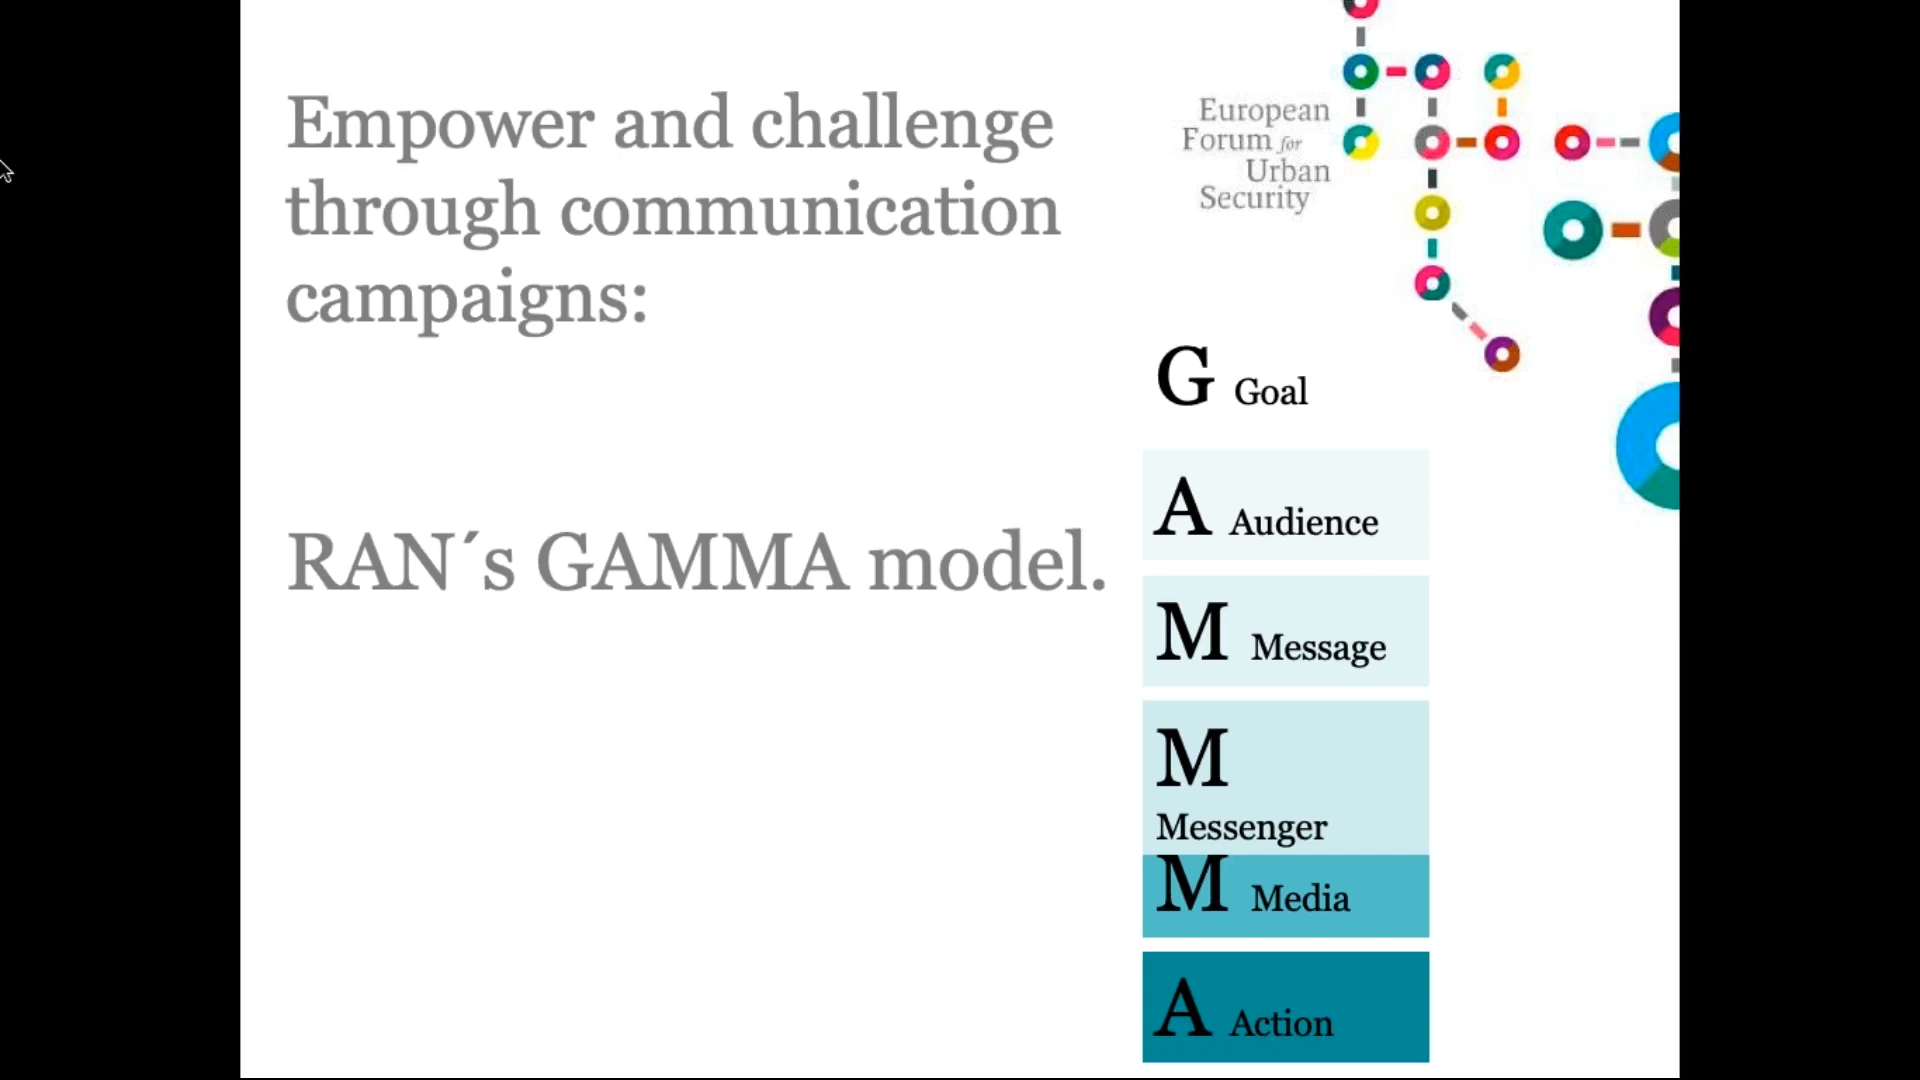 Empower and challenge
through communication
campaigns:
RAN´s GAMMA model.
European
Forum for
Urban
Security
G Goal
A Audience
M Message
M
Messenger
M Media
A Action